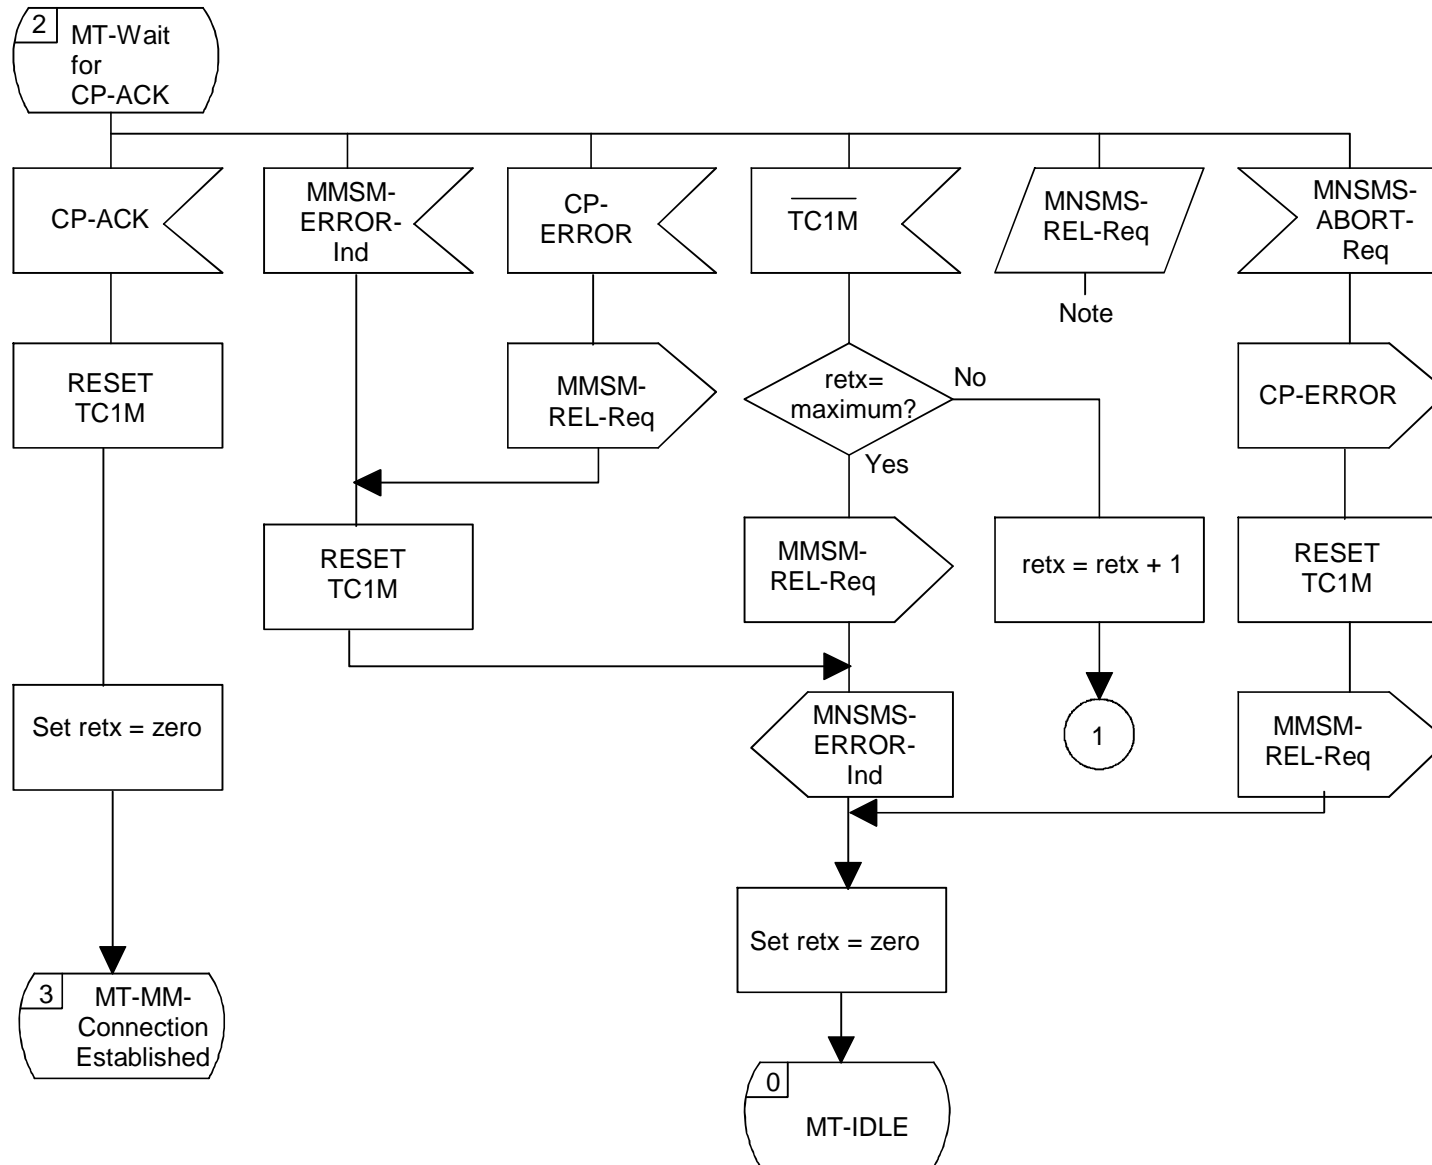 2
MT-Wait
for
CP-ACK
CP-ACK
MMSM-
ERROR-
Ind
CP-
ERROR
TC1M
MNSMS-
REL-Req
Note
MNSMS-
ABORT-
Req
RESET
TC1M
MMSM-
REL-Req
retx=
maximum?
No
Yes
CP-ERROR
RESET
TC1M
MMSM-
REL-Req
retx = retx + 1
RESET
TC1M
Set retx = zero
MNSMS-
ERROR-
Ind
1
MMSM-
REL-Req
Set retx = zero
3
MT-MM-
Connection
Established
0
MT-IDLE